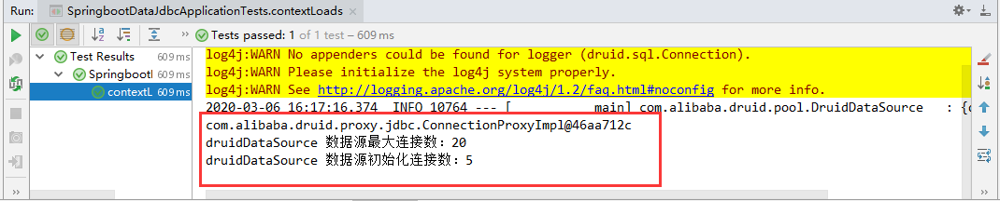 Run: SpringbootDataJdbcApplicationTests.contextLoads ×
>> Tests passed: 1 of 1 test – 609 ms
Test Results 609 ms
Springbootl 609 ms
contextL 609 ms
log4j:WARN No appenders could be found for logger (druid.sql.Connection).
log4j:WARN Please initialize the log4j system properly.
log4j:WARN See http://logging.apache.org/log4j/1.2/faq.html#noconfig for more info.
2020-03-06 16:17:16.374 INFO 10764 --- [ main] com.alibaba.druid.pool.DruidDataSource : {d
com.alibaba.druid.proxy.jdbc.ConnectionProxyImpl@46aa712c
druidDataSource 数据源最大连接数：20
druidDataSource 数据源初始化连接数：5